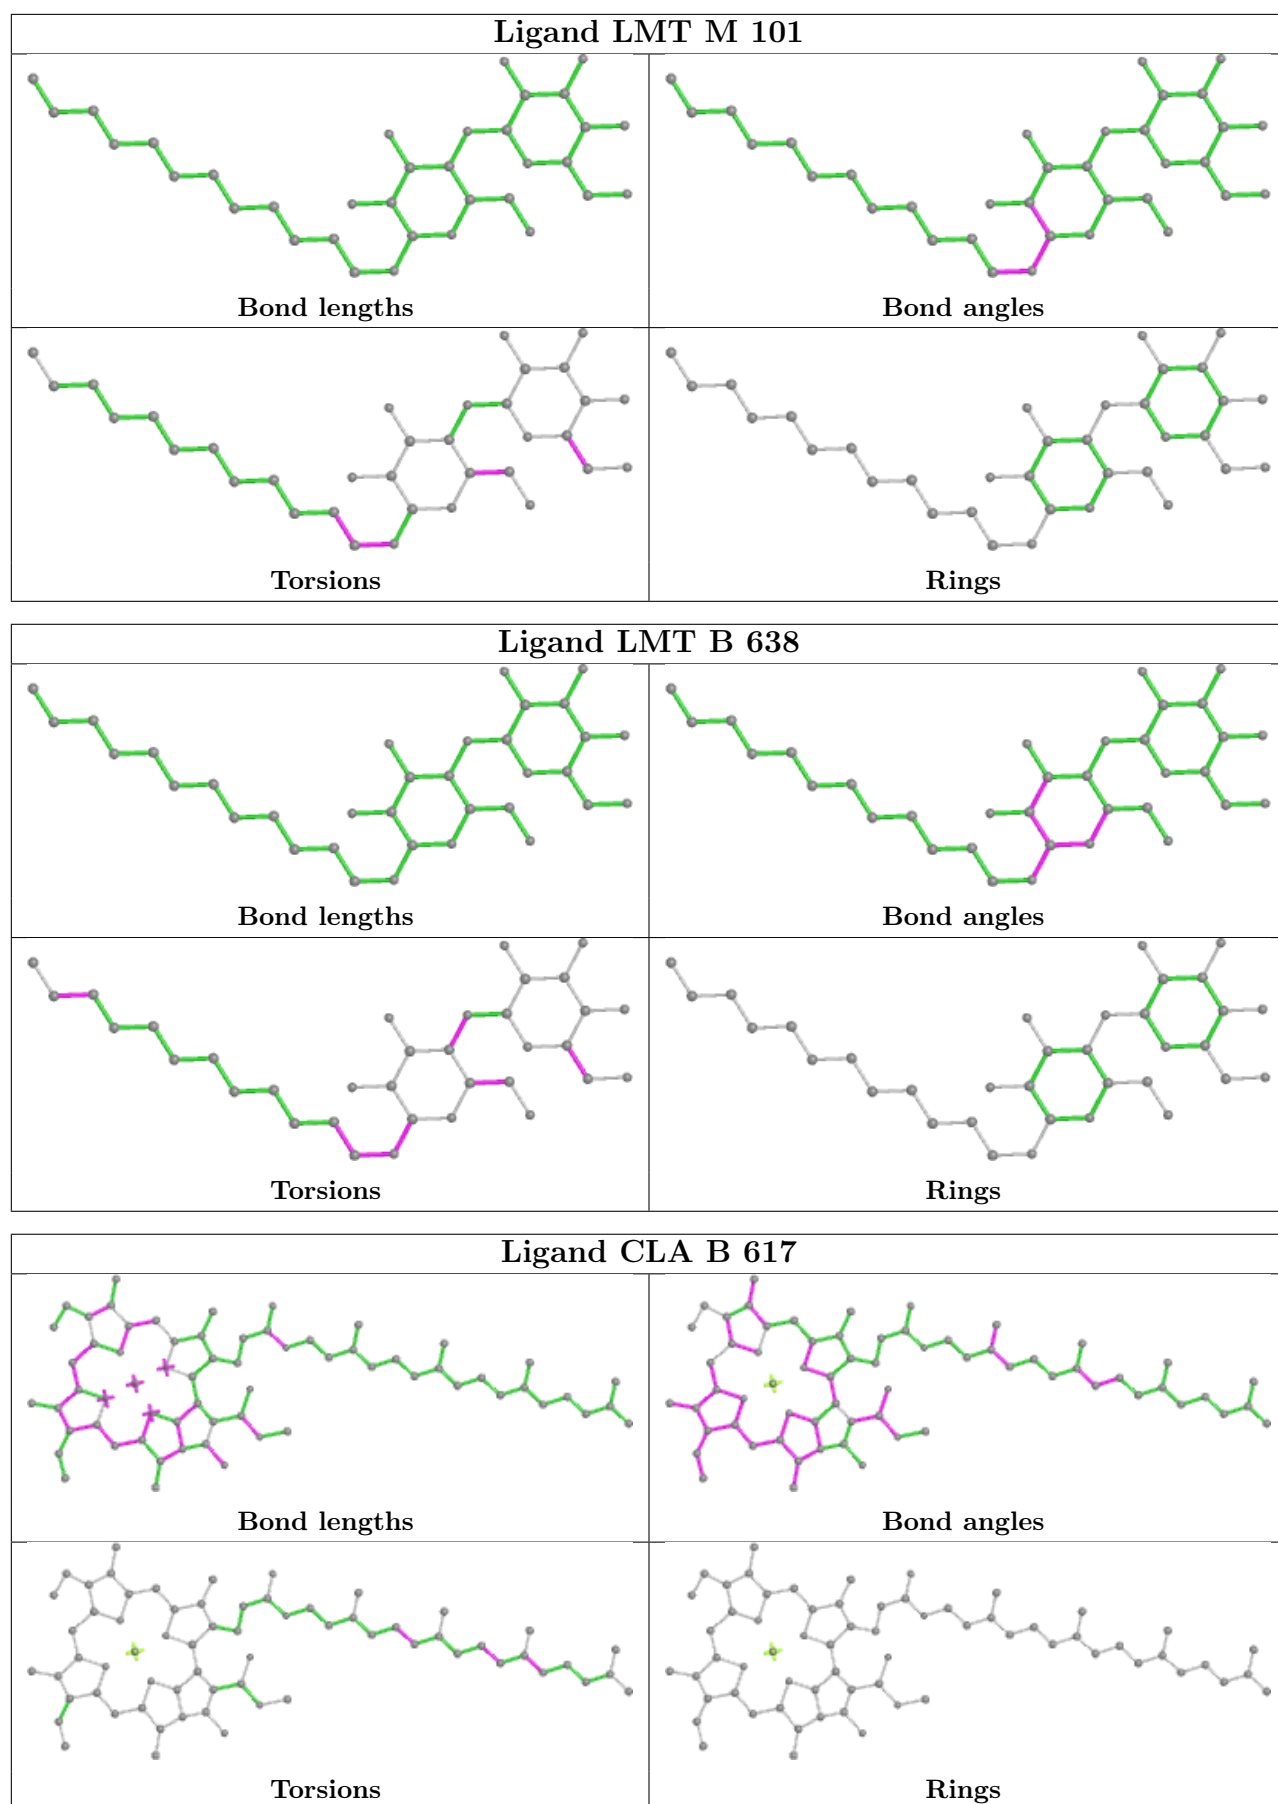 Ligand LMT M 101
Bond lengths
Bond angles
Torsions
Rings
Ligand LMT B 638
Bond lengths
Bond angles
Torsions
Rings
Ligand CLA B 617
Bond lengths
Bond angles
Torsions
Rings